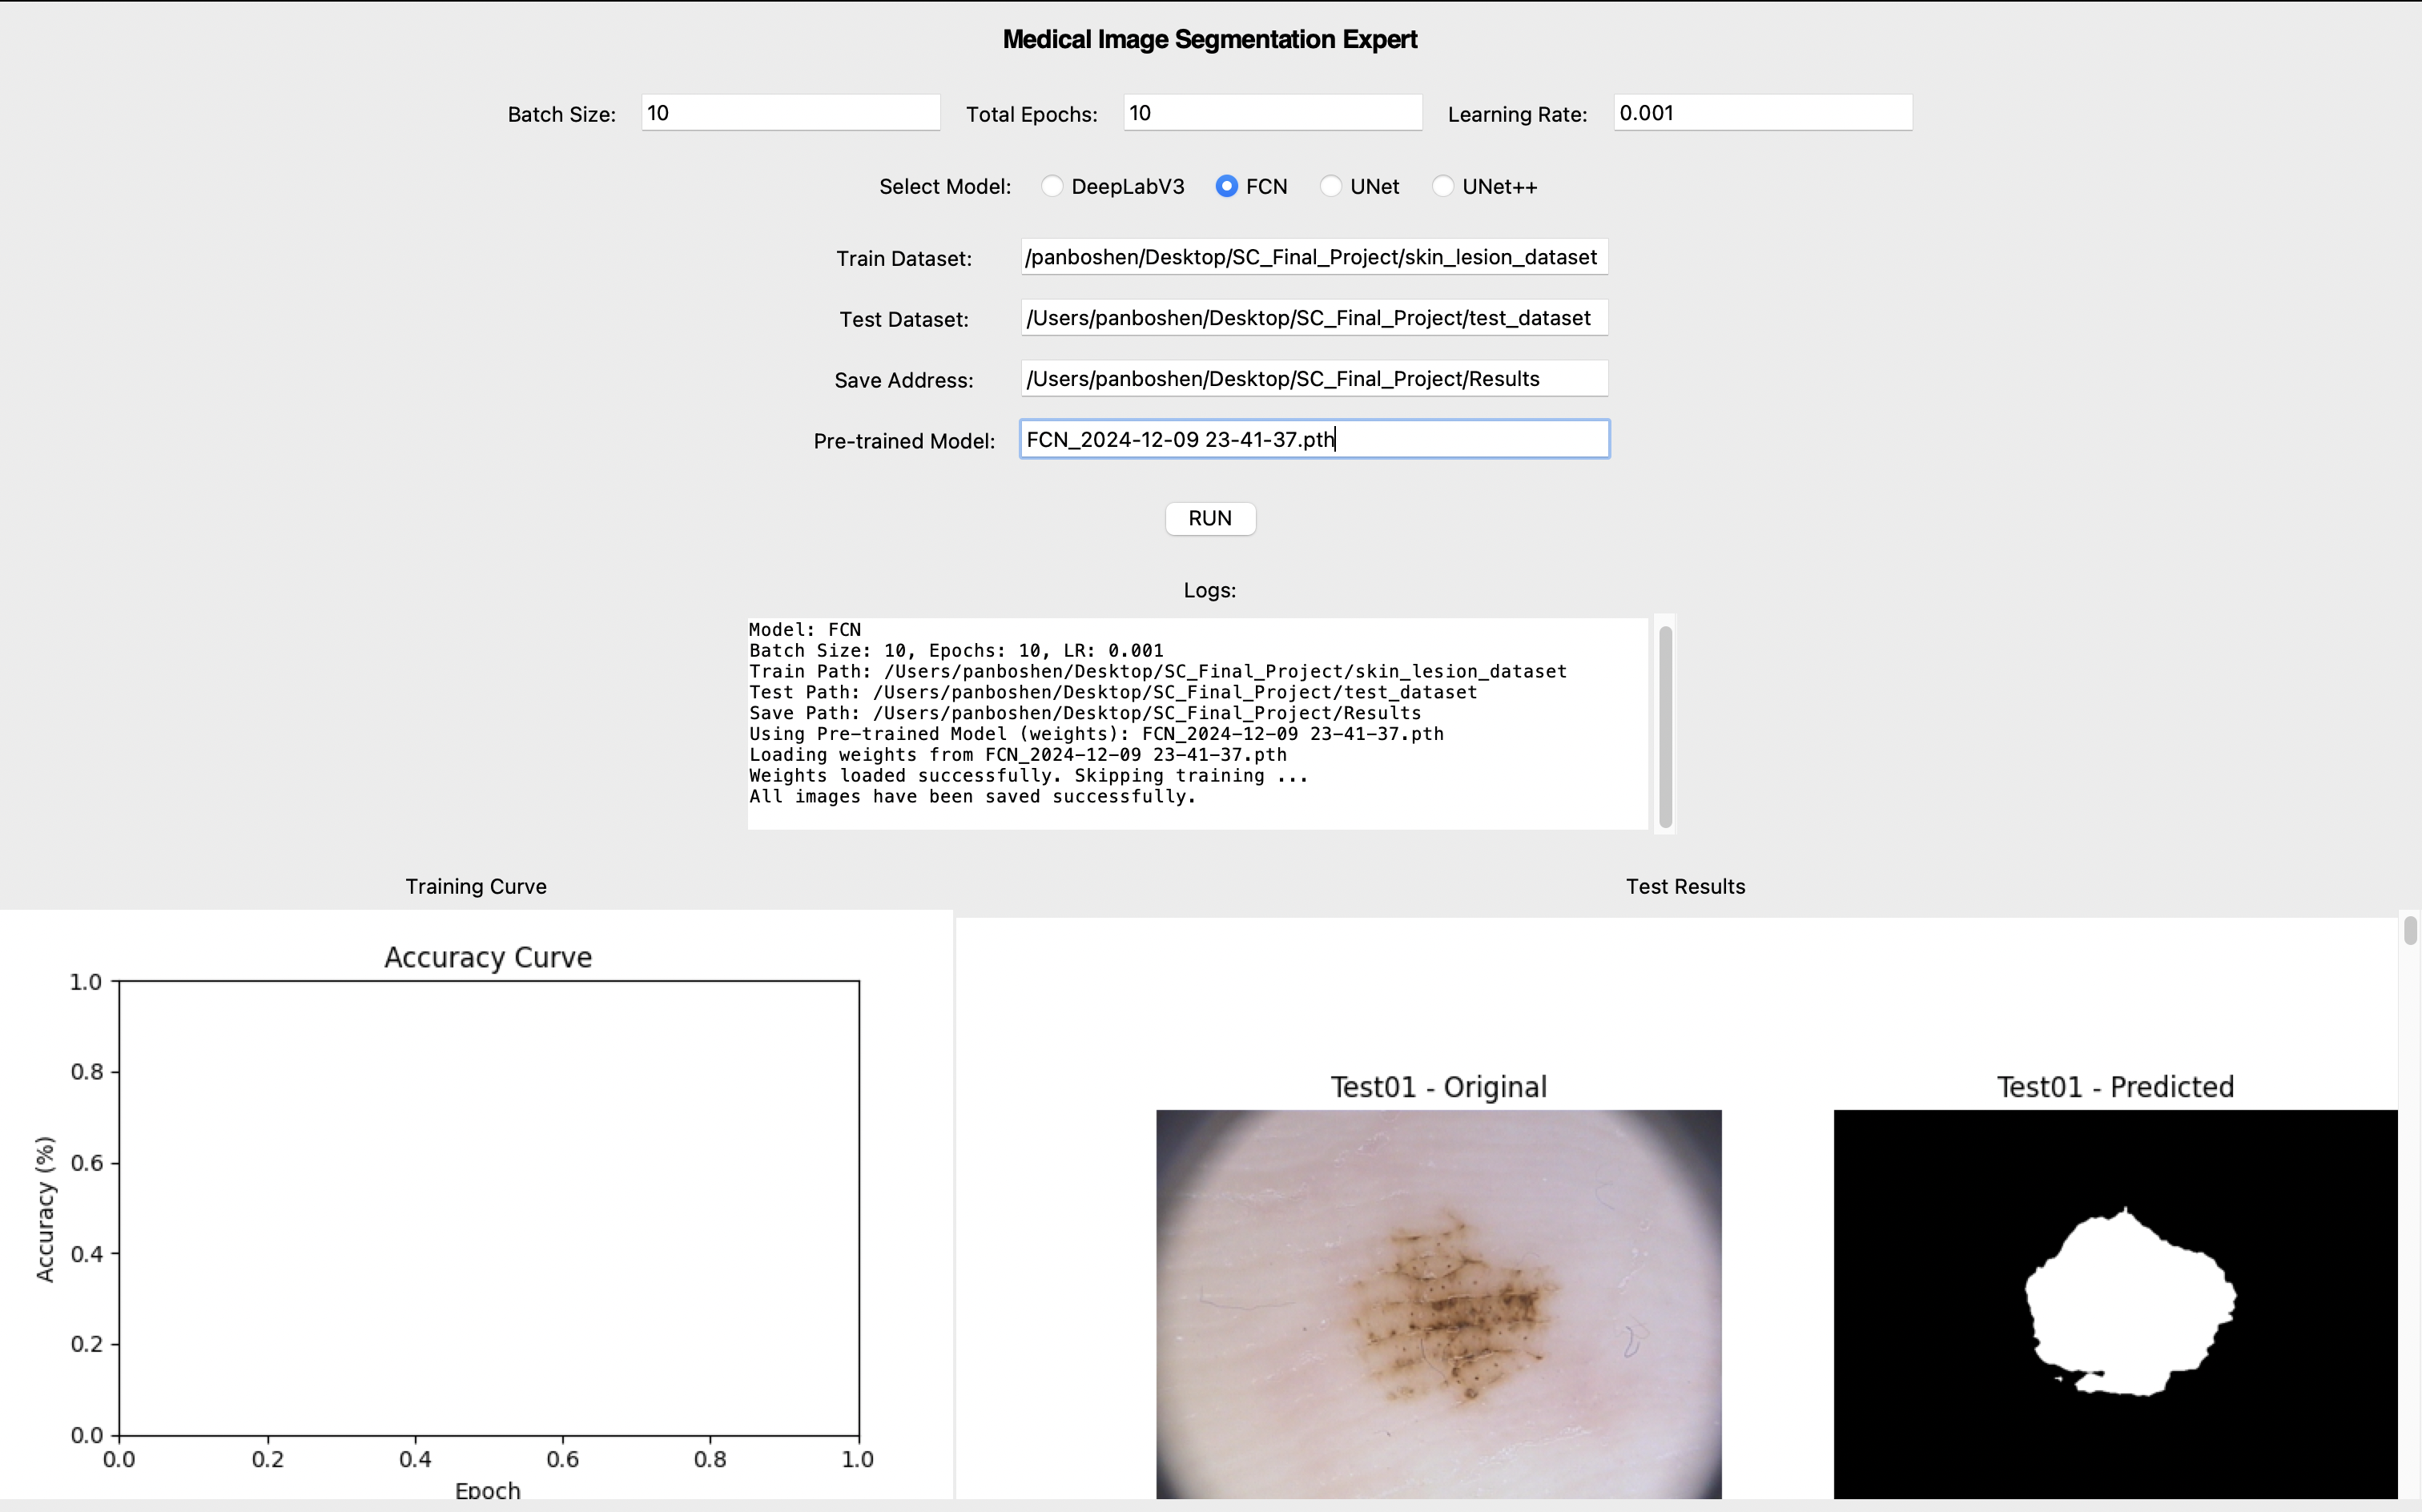 Medical Image Segmentation Expert
Batch Size: 10 Total Epochs: 10 Learning Rate: 0.001
Select Model: DeepLabV3 FCN UNet UNet++
Train Dataset: /panboshen/Desktop/SC_Final_Project/skin_lesion_dataset
Test Dataset: /Users/panboshen/Desktop/SC_Final_Project/test_dataset
Save Address: /Users/panboshen/Desktop/SC_Final_Project/Results
Pre-trained Model: FCN_2024-12-09 23-41-37.pth
RUN
Logs:
Model: FCN
Batch Size: 10, Epochs: 10, LR: 0.001
Train Path: /Users/panboshen/Desktop/SC_Final_Project/skin_lesion_dataset
Test Path: /Users/panboshen/Desktop/SC_Final_Project/test_dataset
Save Path: /Users/panboshen/Desktop/SC_Final_Project/Results
Using Pre-trained Model (weights): FCN_2024-12-09 23-41-37.pth
Loading weights from FCN_2024-12-09 23-41-37.pth
Weights loaded successfully. Skipping training ...
All images have been saved successfully.
Training Curve
Accuracy Curve
Accuracy (%)
1.0
0.8
0.6
0.4
0.2
0.0
0.0 0.2 0.4 0.6 0.8 1.0
Epoch
Test Results
Test01 - Original
Test01 - Predicted